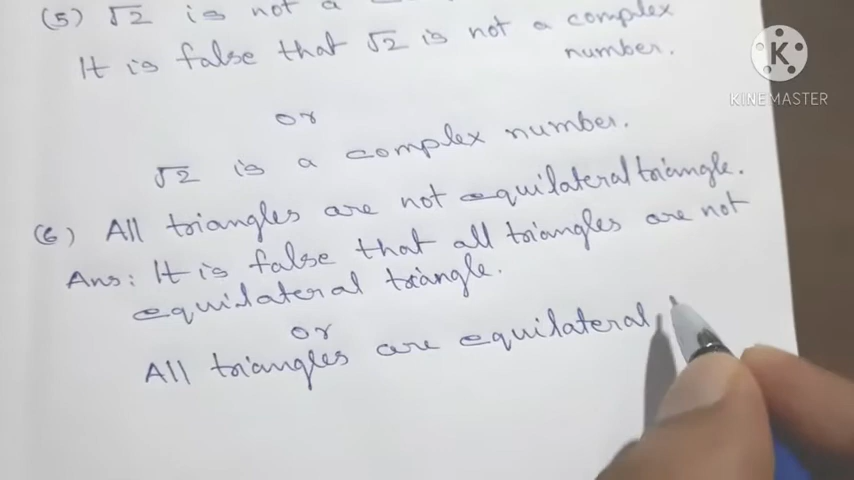 (5) √2 is not a
It is false that √2 is not a complex
number.
or
√2 is a complex number.
(6) All triangles are not equilateral triangle.
Ans: It is false that all triangles are not
equilateral triangle.
or
All triangles are equilateral
K
KINEMASTER